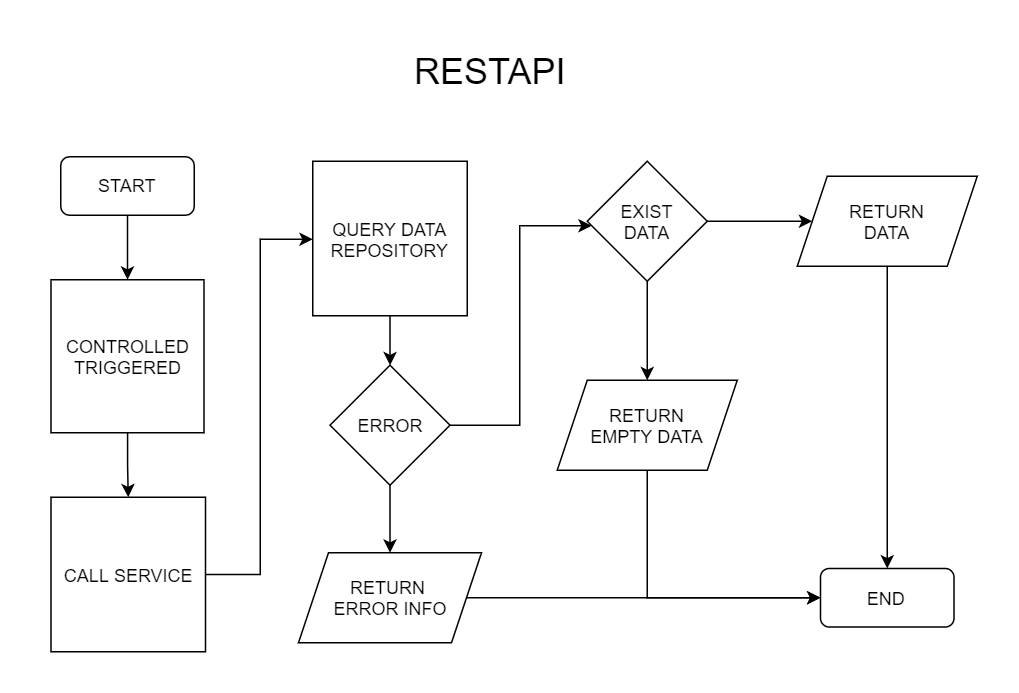 RESTAPI
START
CONTROLLED
TRIGGERED
CALL SERVICE
QUERY DATA
REPOSITORY
ERROR
RETURN
ERROR INFO
EXIST
DATA
RETURN
EMPTY DATA
RETURN
DATA
END